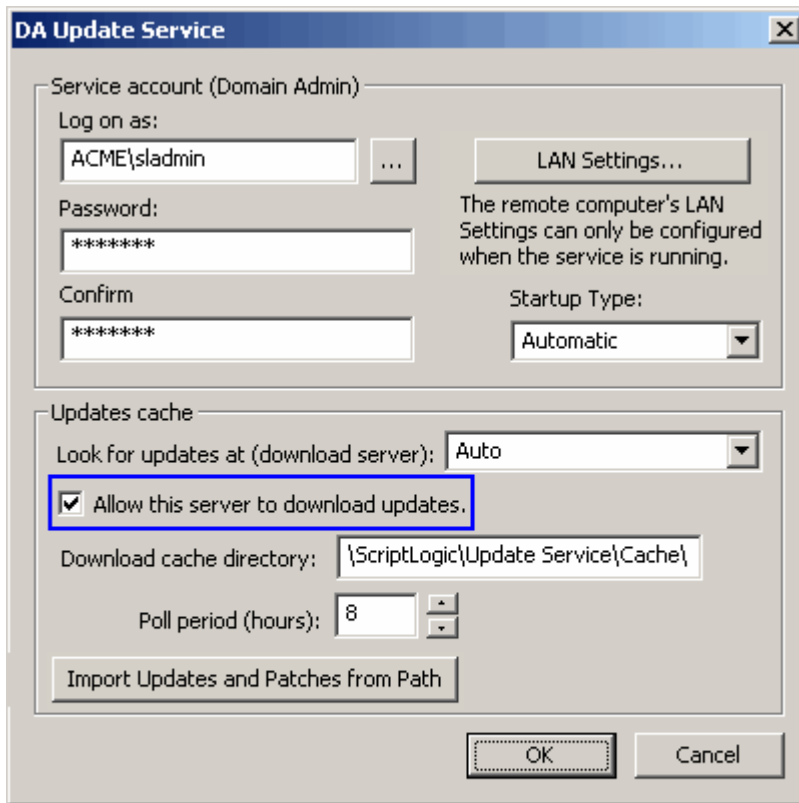 DA Update Service
Service account (Domain Admin)
Log on as:
ACME\sladmin
...
LAN Settings...
The remote computer's LAN
Settings can only be configured
when the service is running.
Password:
*******
Confirm
*******
Startup Type:
Automatic
Updates cache
Look for updates at (download server): Auto
Allow this server to download updates.
Download cache directory: \ScriptLogic\Update Service\Cache\
Poll period (hours): 8
Import Updates and Patches from Path
OK Cancel